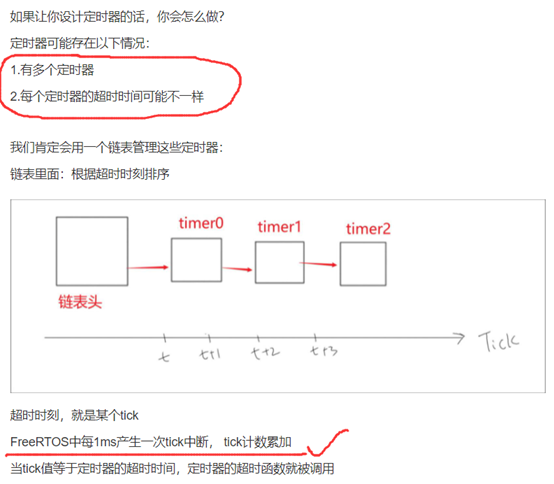 如果让你设计定时器的话，你会怎么做？
定时器可能存在以下情况：
1.有多个定时器
2.每个定时器的超时时间可能不一样
我们肯定会用一个链表管理这些定时器：
链表里面：根据超时时刻排序
timer0 timer1 timer2
链表头
t t+1 t+2 t+3 Tick
超时时刻，就是某个tick
FreeRTOS中每1ms产生一次tick中断， tick计数累加
当tick值等于定时器的超时时间，定时器的超时函数就被调用